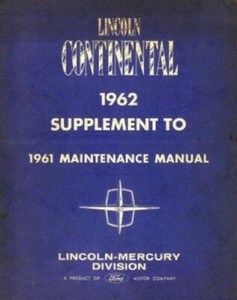 LINCOLN
CONTINENTAL
1962
SUPPLEMENT TO
1961 MAINTENANCE MANUAL
LINCOLN-MERCURY
DIVISION
A PRODUCT OF Ford MOTOR COMPANY